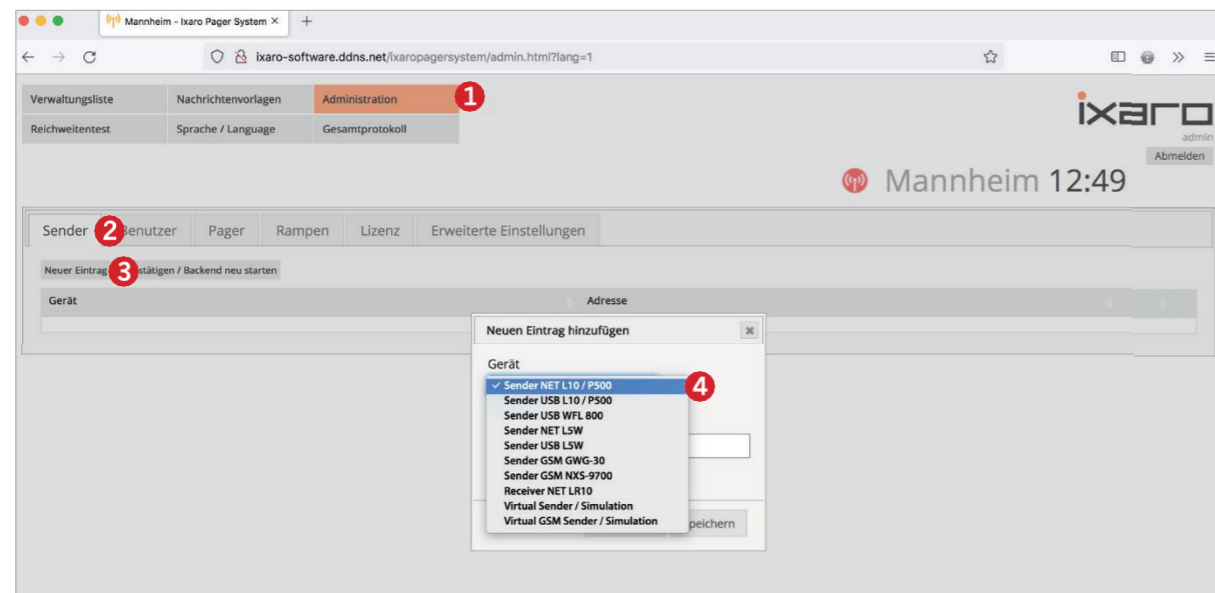 Mannheim - Ixaro Pager System × +
ixaro-software.ddns.net/ixaropagersystem/admin.html?lang=1
Verwaltungsliste Nachrichtenvorlagen Administration 1
Reichweitentest Sprache / Language Gesamtprotokoll
ixaro
admin
Abmelden
Mannheim 12:49
Sender 2 Benutzer Pager Rampen Lizenz Erweiterte Einstellungen
Neuer Eintrag 3 stätigen / Backend neu starten
Gerät Adresse
Neuen Eintrag hinzufügen
Gerät
✓ Sender NET L10 / P500 4
Sender USB L10 / P500
Sender USB WFL 800
Sender NET L5W
Sender USB L5W
Sender GSM GWG-30
Sender GSM NXS-9700
Receiver NET LR10
Virtual Sender / Simulation
Virtual GSM Sender / Simulation
peichern